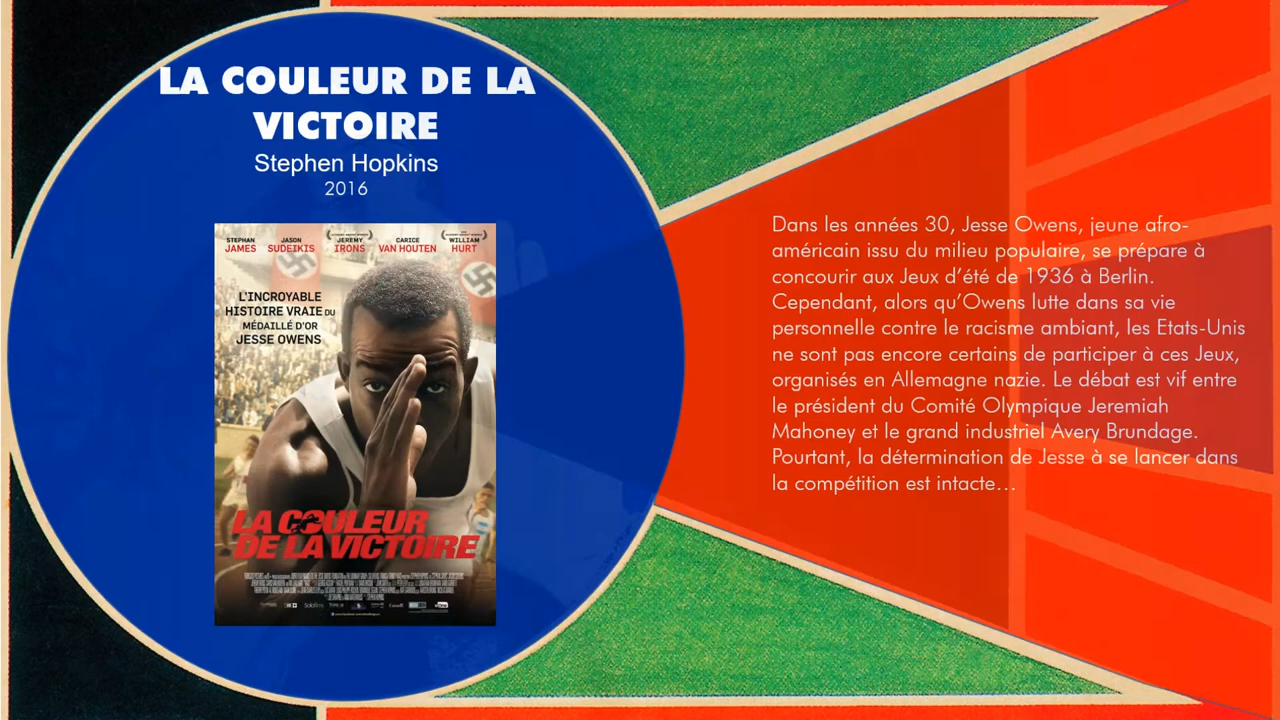 LA COULEUR DE LA
VICTOIRE
Stephen Hopkins
2016
STEPHAN JAMES
JASON SUDEIKIS
JEREMY IRONS
CARICE VAN HOUTEN
WILLIAM HURT
L'INCROYABLE
HISTOIRE VRAIE DU
MÉDAILLÉ D'OR
JESSE OWENS
LA COULEUR
DE LA VICTOIRE
Dans les années 30, Jesse Owens, jeune afro-
américain issu du milieu populaire, se prépare à
concourir aux Jeux d'été de 1936 à Berlin.
Cependant, alors qu'Owens lutte dans sa vie
personnelle contre le racisme ambiant, les Etats-Unis
ne sont pas encore certains de participer à ces Jeux,
organisés en Allemagne nazie. Le débat est vif entre
le président du Comité Olympique Jeremiah
Mahoney et le grand industriel Avery Brundage.
Pourtant, la détermination de Jesse à se lancer dans
la compétition est intacte…